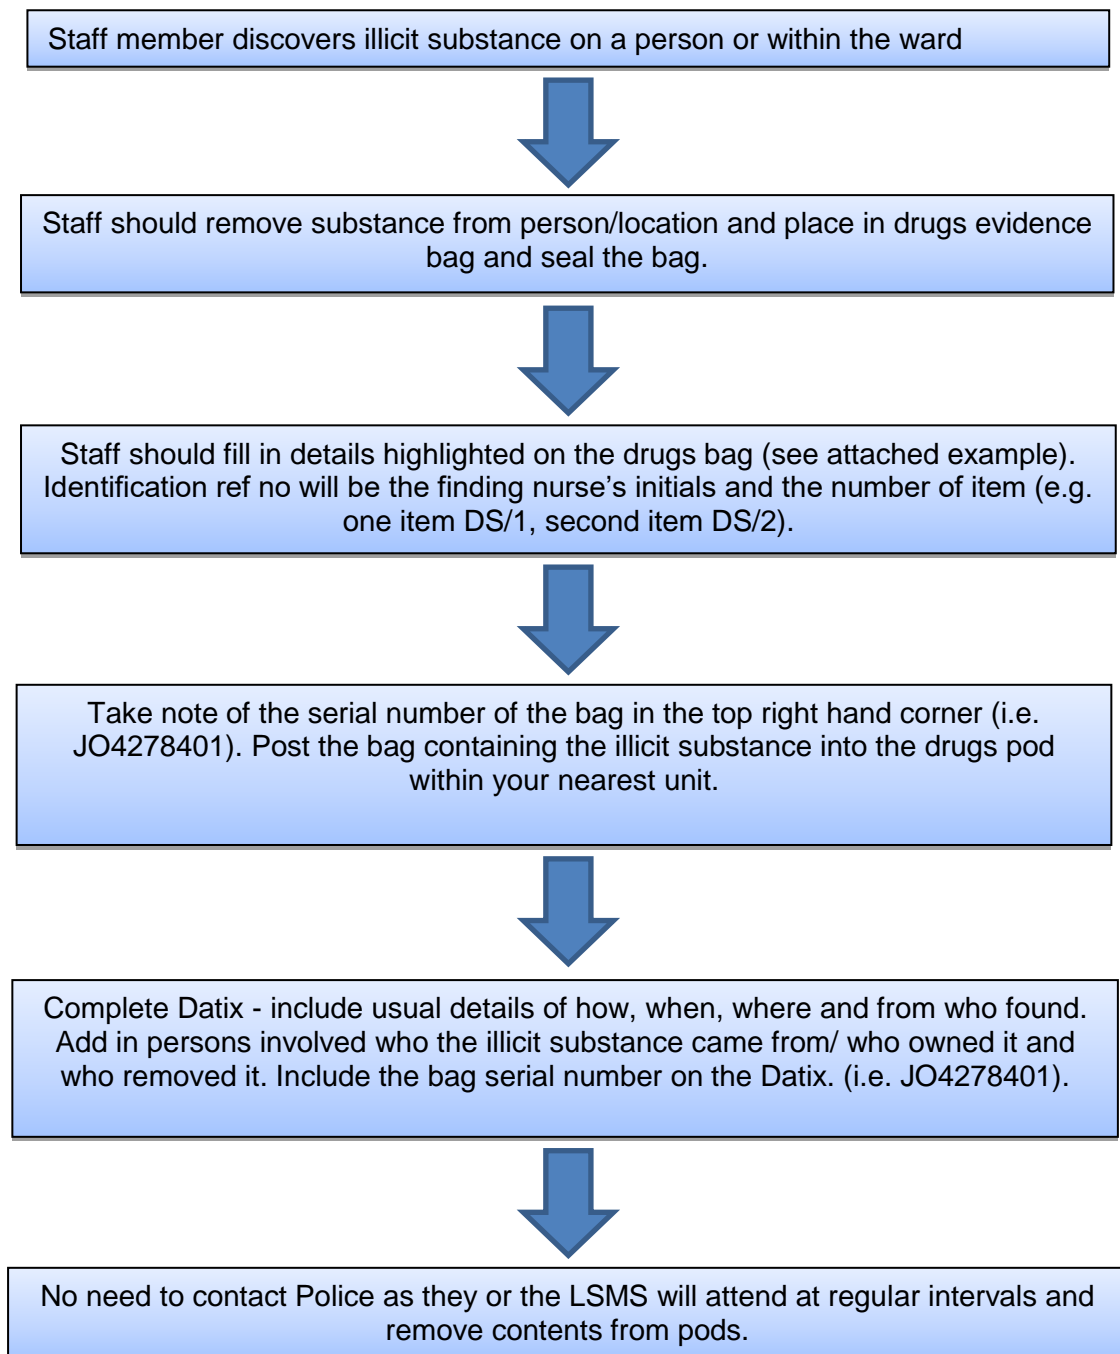 Staff member discovers illicit substance on a person or within the ward
Staff should remove substance from person/location and place in drugs evidence
bag and seal the bag.
Staff should fill in details highlighted on the drugs bag (see attached example).
Identification ref no will be the finding nurse’s initials and the number of item (e.g.
one item DS/1, second item DS/2).
Take note of the serial number of the bag in the top right hand corner (i.e.
JO4278401). Post the bag containing the illicit substance into the drugs pod
within your nearest unit.
Complete Datix - include usual details of how, when, where and from who found.
Add in persons involved who the illicit substance came from/ who owned it and
who removed it. Include the bag serial number on the Datix. (i.e. JO4278401).
No need to contact Police as they or the LSMS will attend at regular intervals and
remove contents from pods.